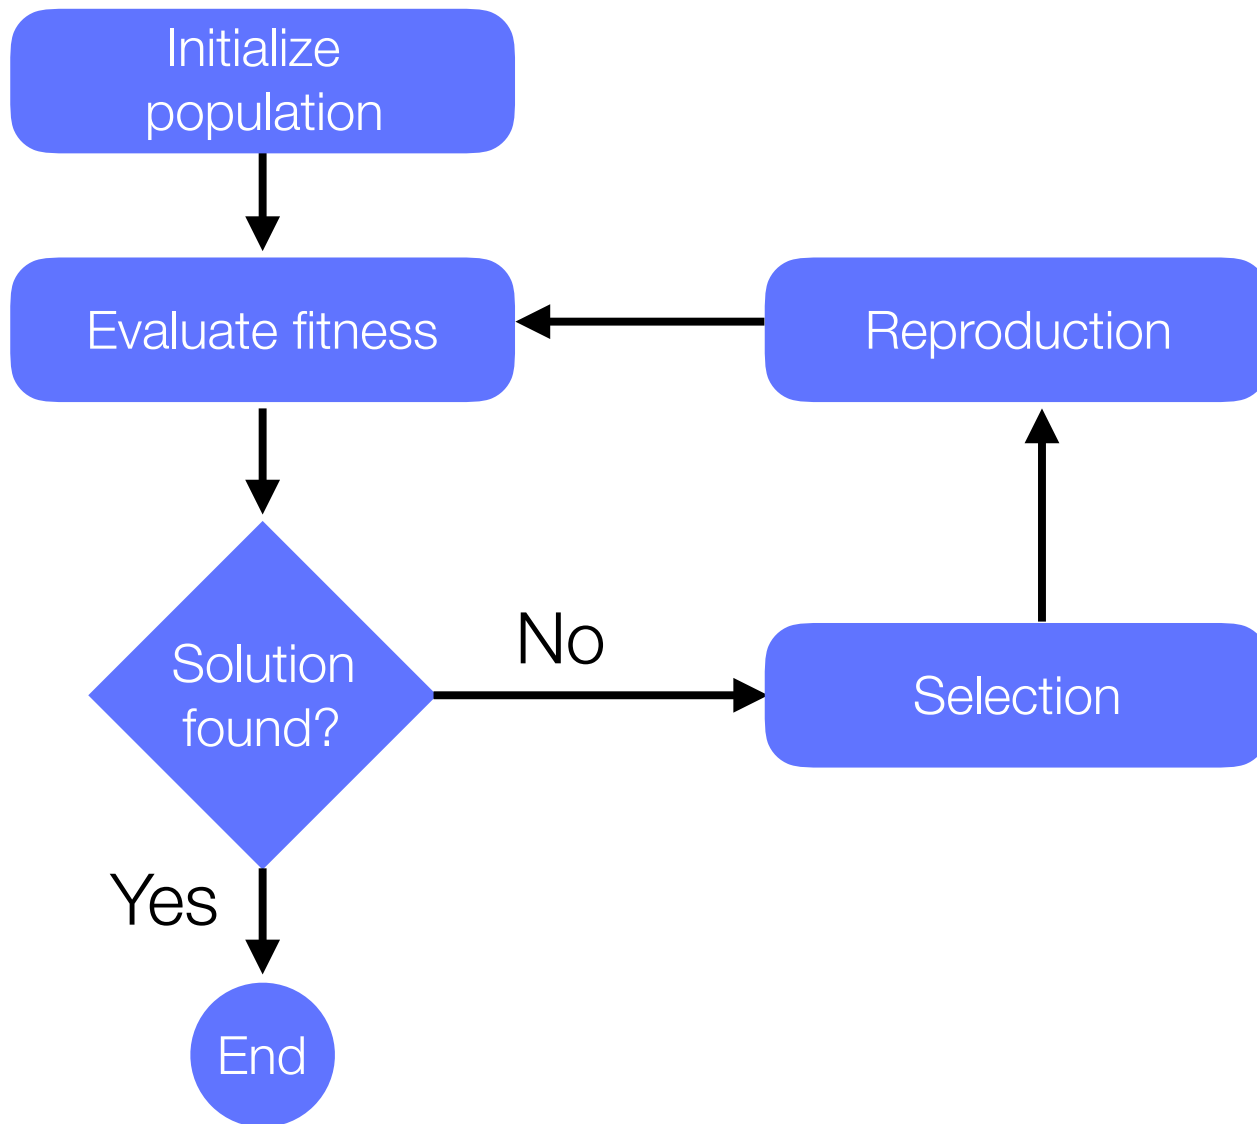 Initialize
population
Evaluate fitness
Reproduction
Solution
found?
No
Selection
Yes
End